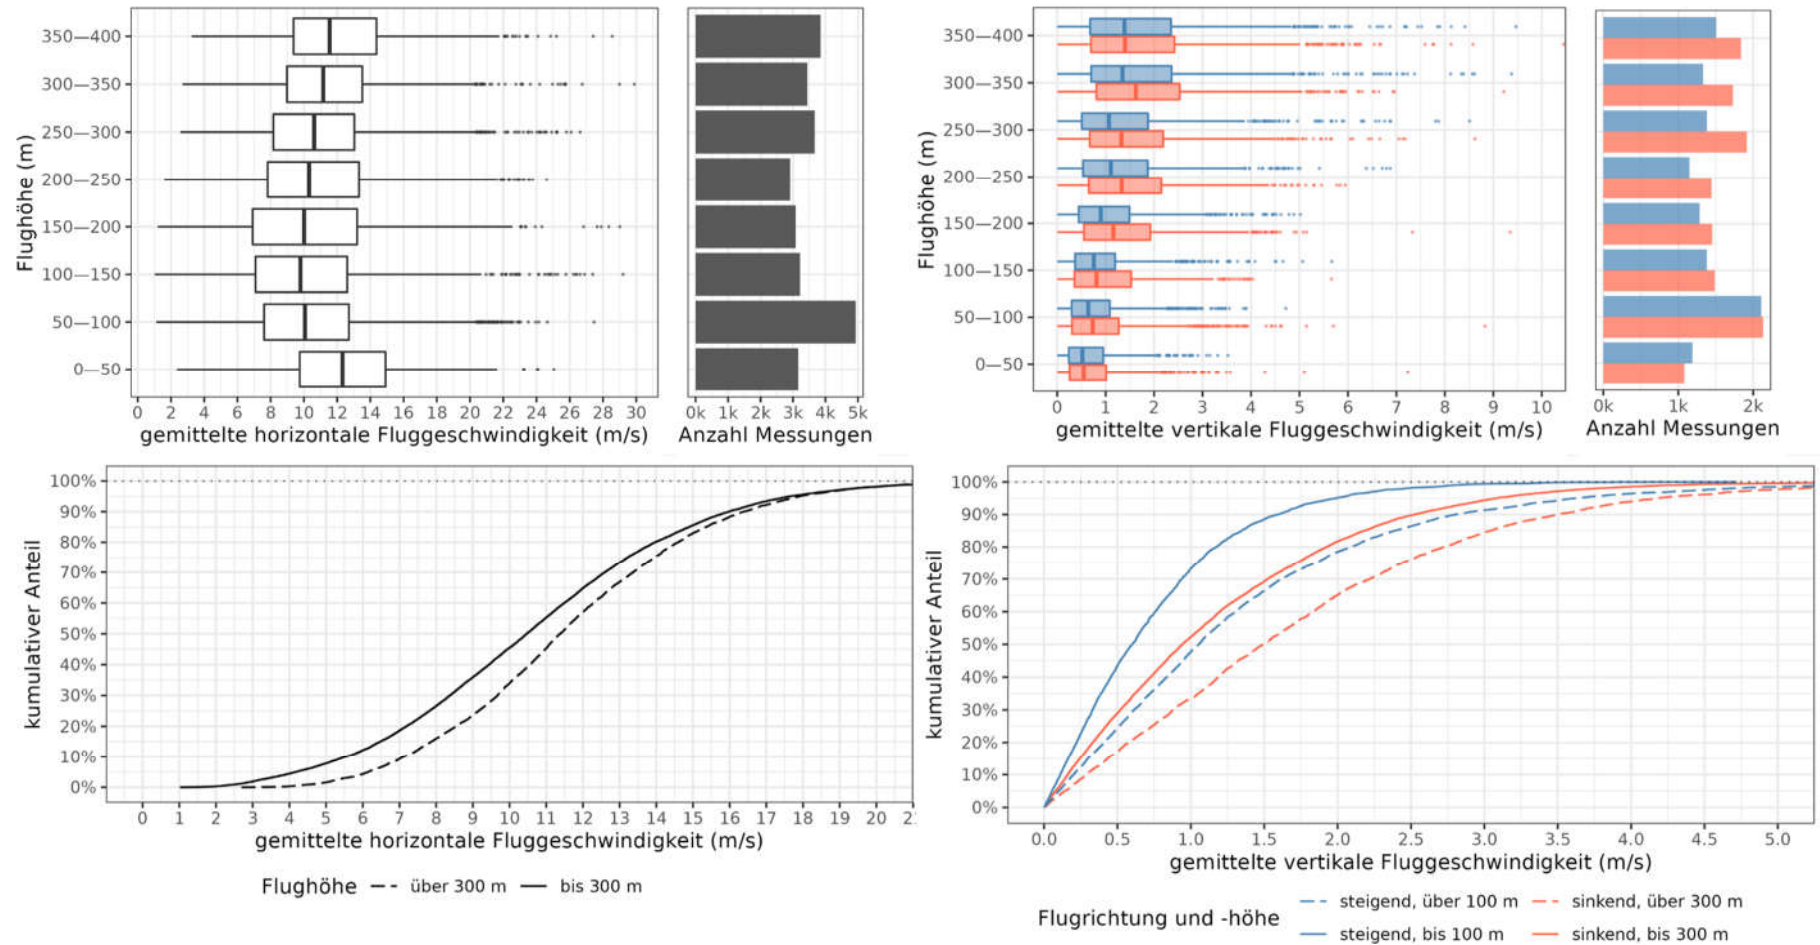 350—400
300—350
250—300
200—250
150—200
100—150
50—100
0—50
Flughöhe (m)
0 2 4 6 8 10 12 14 16 18 20 22 24 26 28 30
gemittelte horizontale Fluggeschwindigkeit (m/s)
0k 1k 2k 3k 4k 5k
Anzahl Messungen
350—400
300—350
250—300
200—250
150—200
100—150
50—100
0—50
Flughöhe (m)
0 1 2 3 4 5 6 7 8 9 10
gemittelte vertikale Fluggeschwindigkeit (m/s)
0k 1k 2k
Anzahl Messungen
100%
90%
80%
70%
60%
50%
40%
30%
20%
10%
0%
kumulativer Anteil
0 1 2 3 4 5 6 7 8 9 10 11 12 13 14 15 16 17 18 19 20
gemittelte horizontale Fluggeschwindigkeit (m/s)
Flughöhe über 300 m bis 300 m
100%
90%
80%
70%
60%
50%
40%
30%
20%
10%
0%
kumulativer Anteil
0.0 0.5 1.0 1.5 2.0 2.5 3.0 3.5 4.0 4.5 5.0
gemittelte vertikale Fluggeschwindigkeit (m/s)
Flugrichtung und -höhe
steigend, über 100 m sinkend, über 300 m
steigend, bis 100 m sinkend, bis 300 m